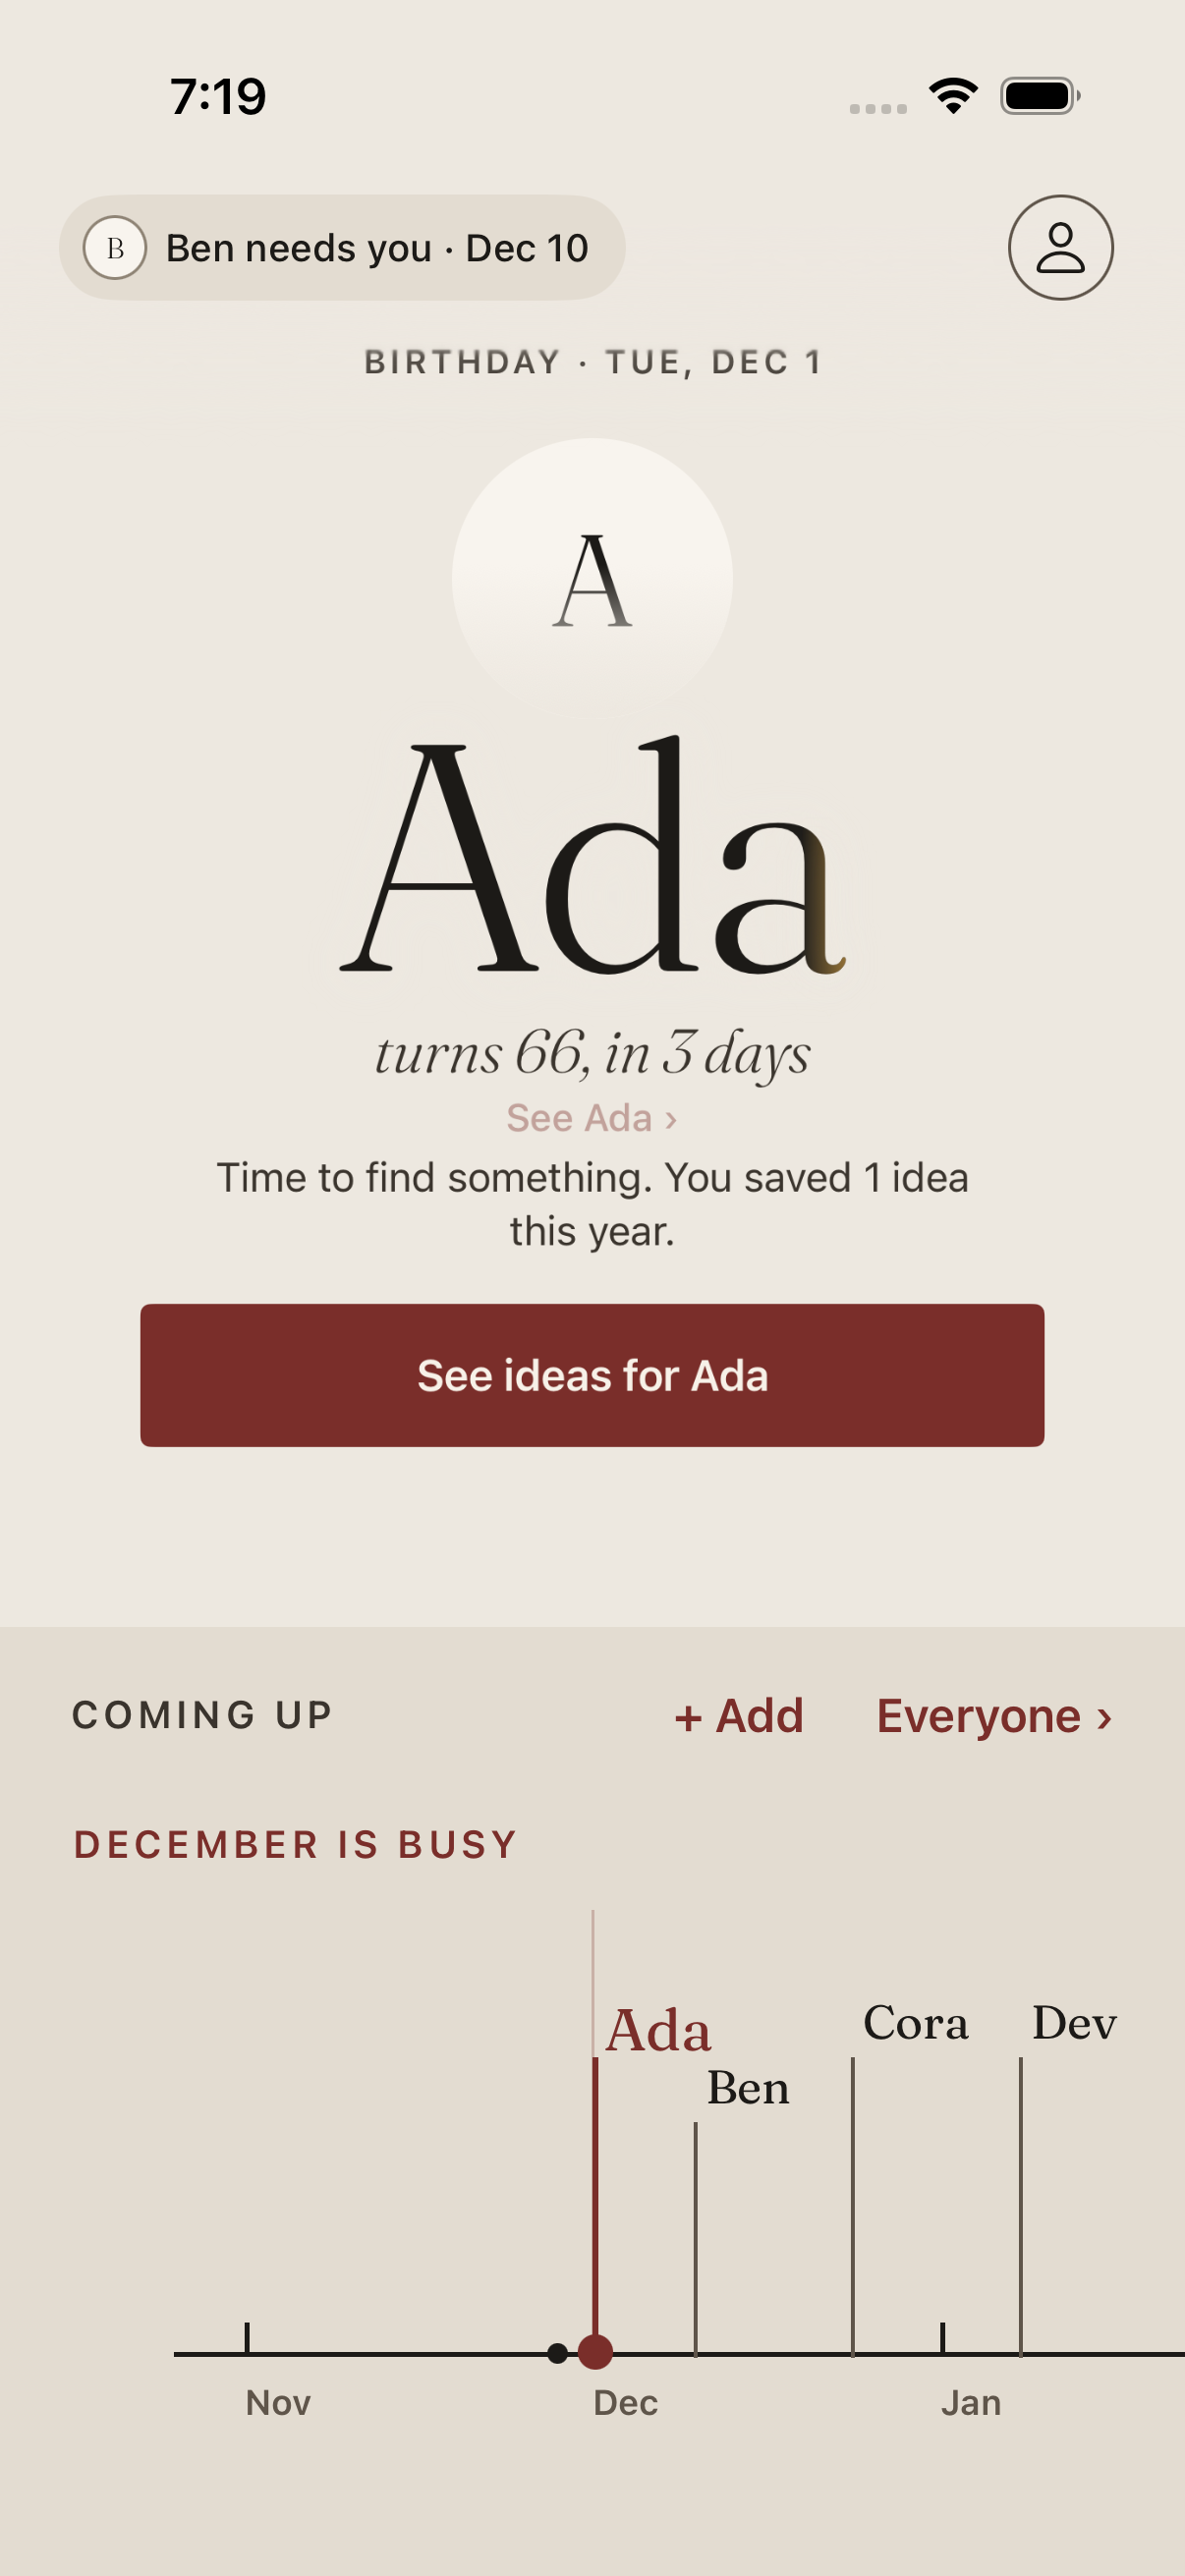 7:19
B
Ben needs you · Dec 10
BIRTHDAY · TUE, DEC 1
A
Ada
turns 66, in 3 days
See Ada ›
Time to find something. You saved 1 idea
this year.
See ideas for Ada
COMING UP
+ Add
Everyone ›
DECEMBER IS BUSY
Ada
Ben
Cora
Dev
Nov
Dec
Jan